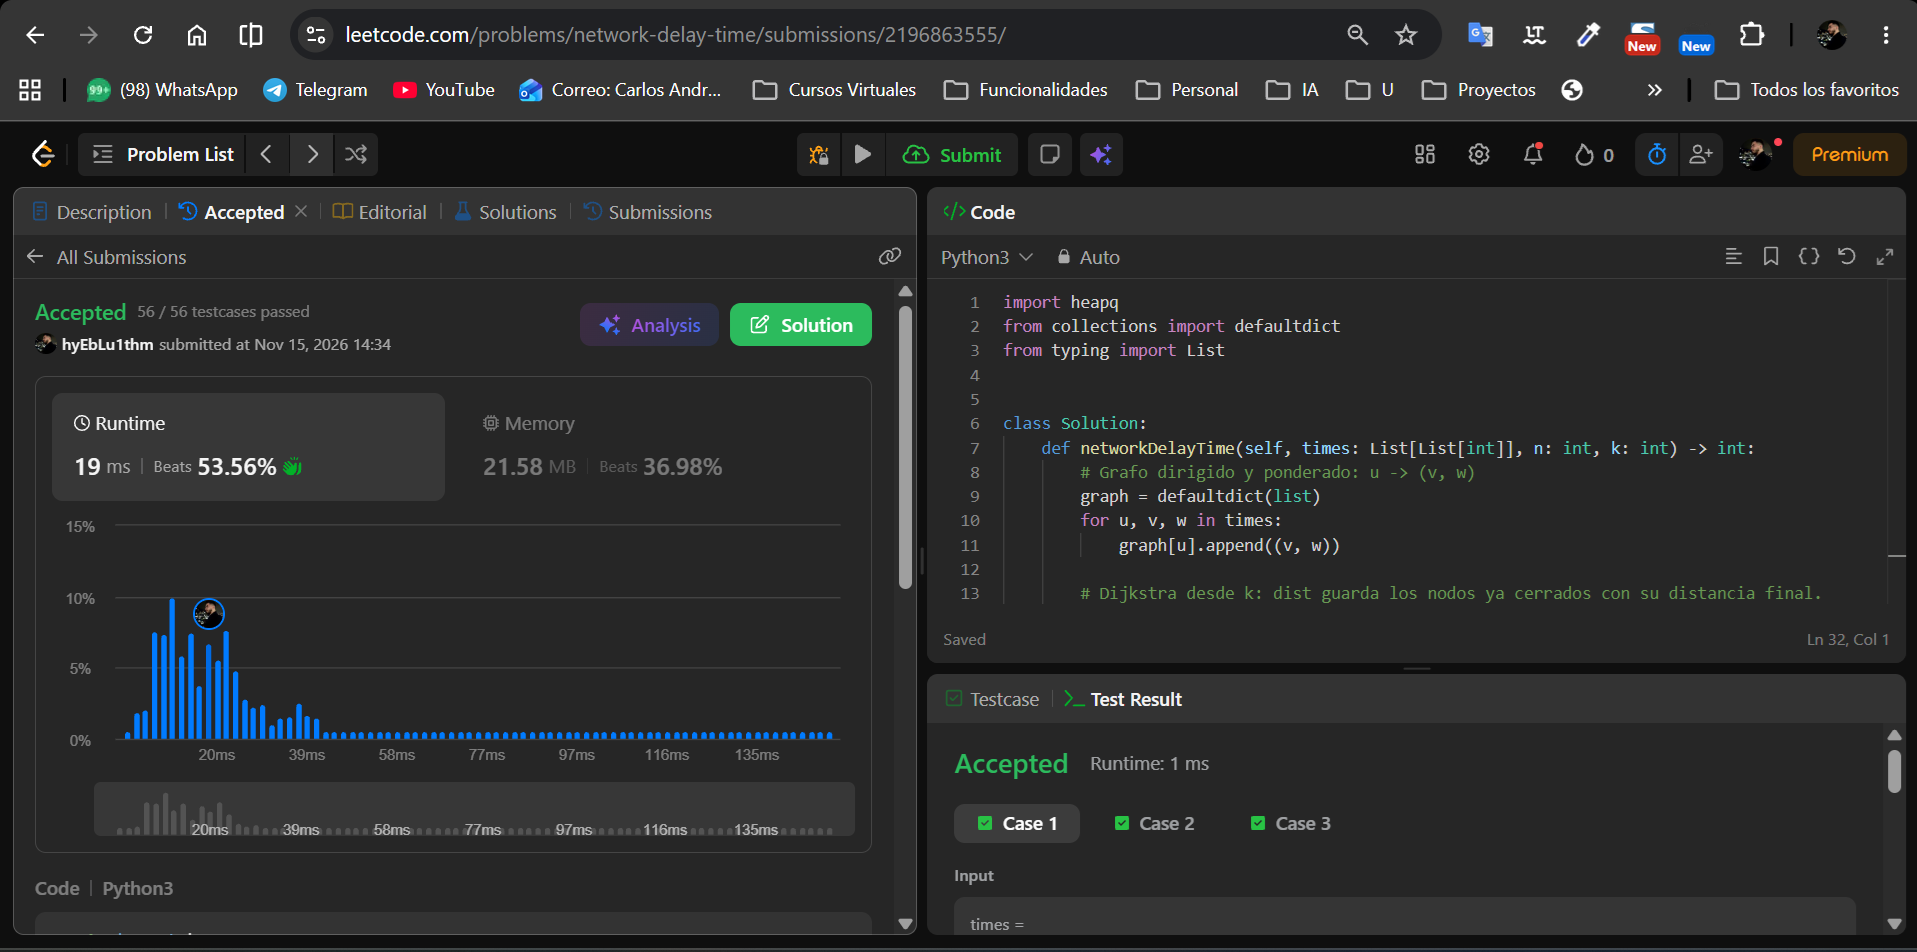 leetcode.com/problems/network-delay-time/submissions/2196863555/
New
New
99+
(98) WhatsApp
Telegram
YouTube
Correo: Carlos Andr...
Cursos Virtuales
Funcionalidades
Personal
IA
U
Proyectos
Todos los favoritos
Problem List
Submit
0
Premium
Description
Accepted
Editorial
Solutions
Submissions
All Submissions
Accepted 56 / 56 testcases passed
hyEbLu1thm submitted at Nov 15, 2026 14:34
Analysis
Solution
Runtime
19 ms | Beats 53.56%
Memory
21.58 MB | Beats 36.98%
15%
10%
5%
0%
20ms 39ms 58ms 77ms 97ms 116ms 135ms
20ms 39ms 58ms 77ms 97ms 116ms 135ms
Code | Python3
Code
Python3
Auto
1 import heapq
2 from collections import defaultdict
3 from typing import List
4
5
6 class Solution:
7 def networkDelayTime(self, times: List[List[int]], n: int, k: int) -> int:
8 # Grafo dirigido y ponderado: u -> (v, w)
9 graph = defaultdict(list)
10 for u, v, w in times:
11 graph[u].append((v, w))
12
13 # Dijkstra desde k: dist guarda los nodos ya cerrados con su distancia final.
Saved
Ln 32, Col 1
Testcase
Test Result
Accepted Runtime: 1 ms
Case 1
Case 2
Case 3
Input
times =